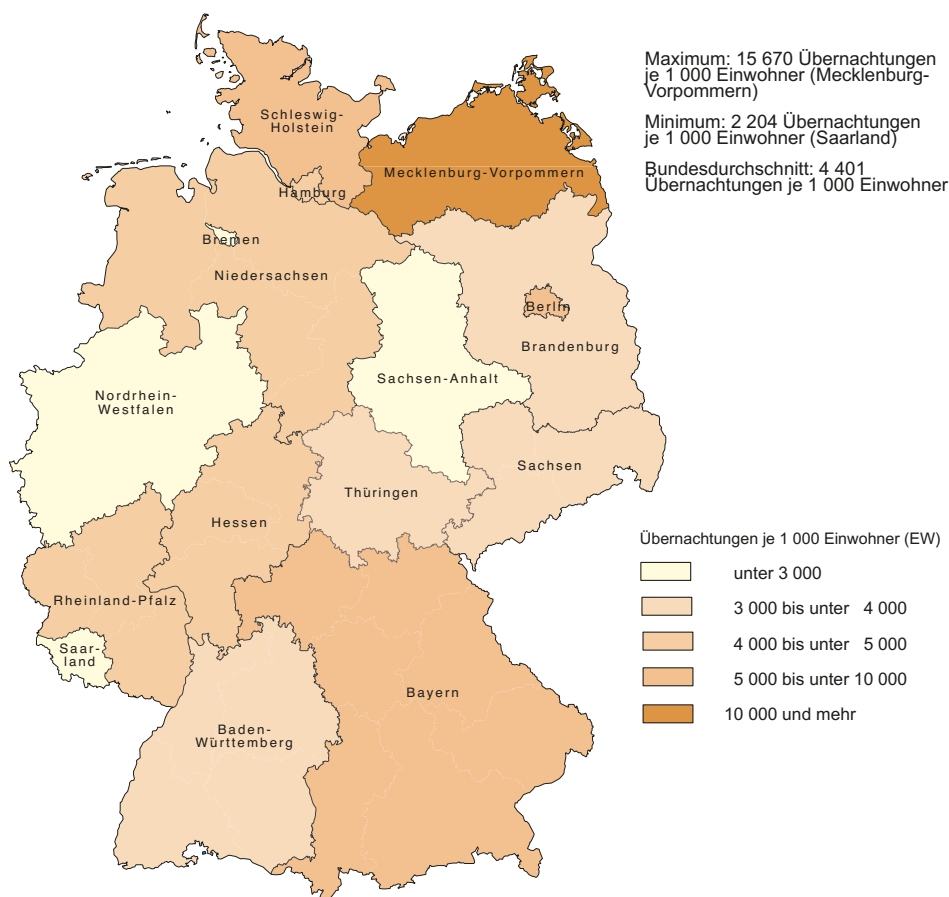 Maximum: 15 670 Übernachtungen
je 1 000 Einwohner (Mecklenburg-
Vorpommern)
Minimum: 2 204 Übernachtungen
je 1 000 Einwohner (Saarland)
Bundesdurchschnitt: 4 401
Übernachtungen je 1 000 Einwohner
Schleswig-
Holstein
Mecklenburg-Vorpommern
Hamburg
Bremen
Niedersachsen
Berlin
Brandenburg
Sachsen-Anhalt
Nordrhein-
Westfalen
Sachsen
Thüringen
Hessen
Rheinland-Pfalz
Saar-
land
Bayern
Baden-
Württemberg
Übernachtungen je 1 000 Einwohner (EW)
unter 3 000
3 000 bis unter 4 000
4 000 bis unter 5 000
5 000 bis unter 10 000
10 000 und mehr